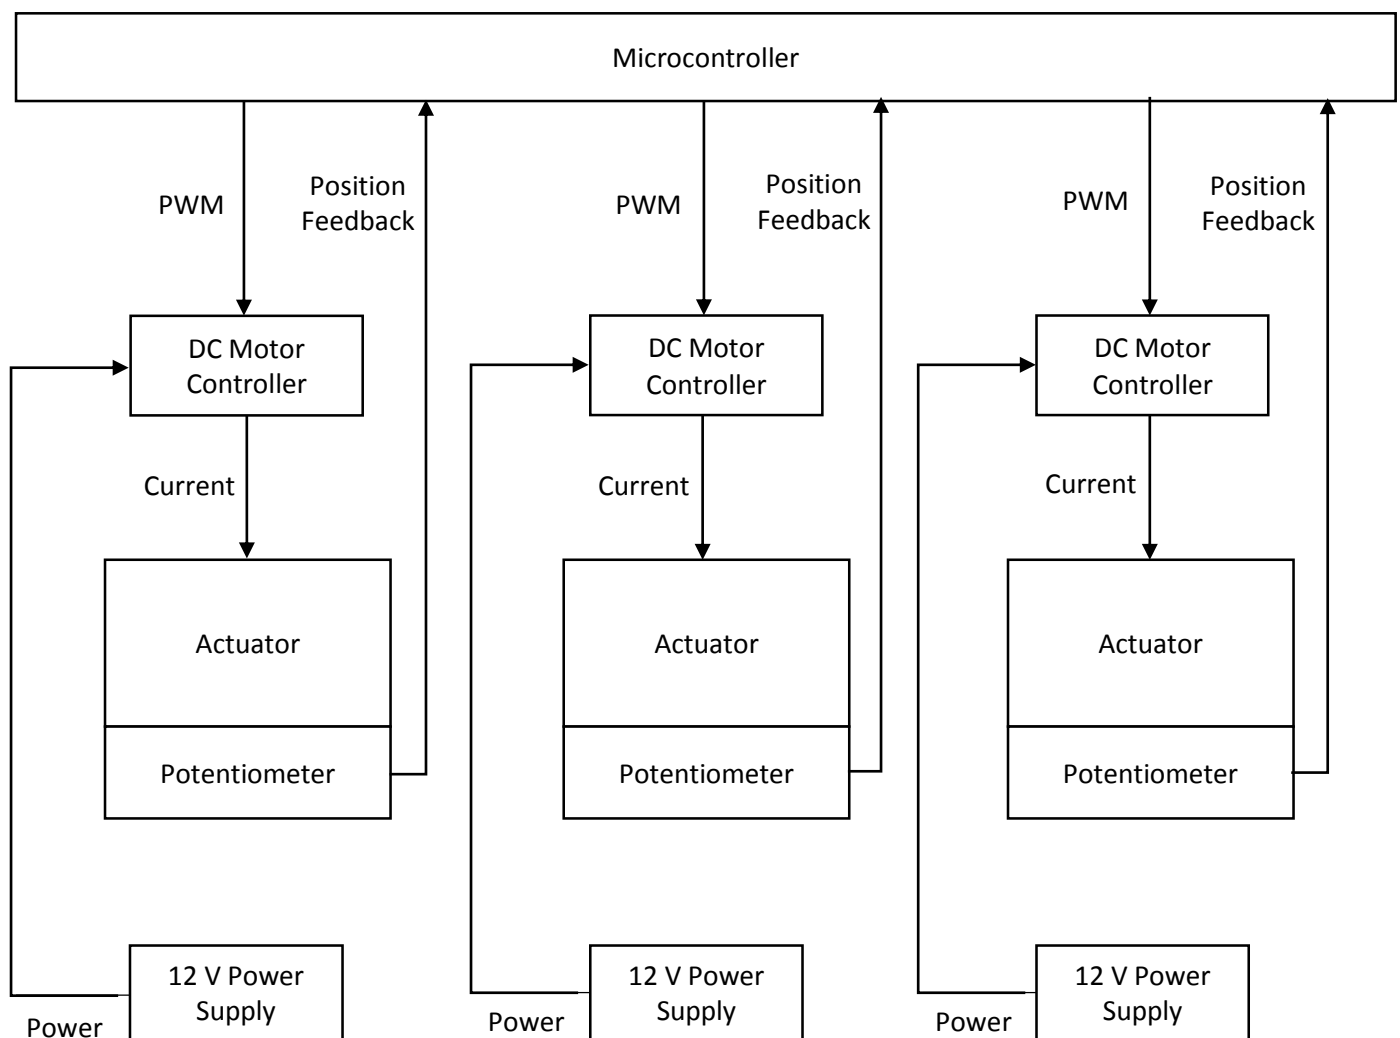 Microcontroller
PWM
Position
Feedback
PWM
Position
Feedback
PWM
Position
Feedback
DC Motor
Controller
DC Motor
Controller
DC Motor
Controller
Current
Current
Current
Actuator
Actuator
Actuator
Potentiometer
Potentiometer
Potentiometer
12 V Power
Supply
12 V Power
Supply
12 V Power
Supply
Power
Power
Power